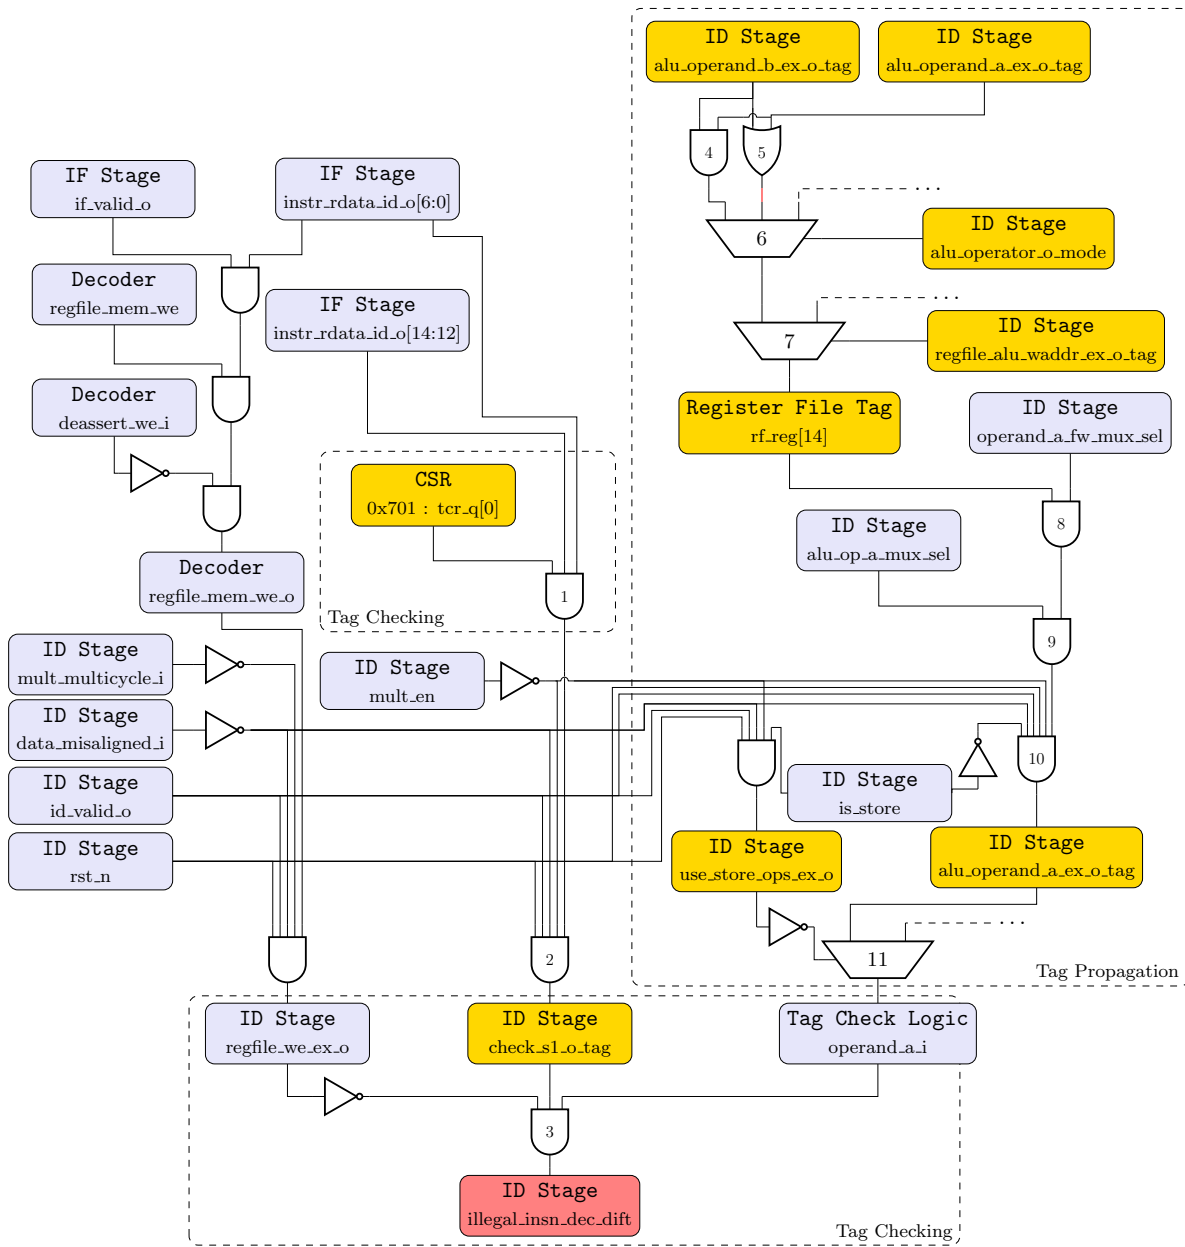 ID Stage
alu_operand_b_ex_o_tag
ID Stage
alu_operand_a_ex_o_tag
4
5
IF Stage
if_valid_o
IF Stage
instr_rdata_id_o[6:0]
...
6
ID Stage
alu_operator_o_mode
Decoder
regfile_mem_we
IF Stage
instr_rdata_id_o[14:12]
...
7
ID Stage
regfile_alu_waddr_ex_o_tag
Decoder
deassert_we_i
Register File Tag
rf_reg[14]
ID Stage
operand_a_fw_mux_sel
CSR
0x701 : tcr_q[0]
8
ID Stage
alu_op_a_mux_sel
Decoder
regfile_mem_we_o
1
Tag Checking
9
ID Stage
mult_multicycle_i
ID Stage
mult_en
ID Stage
data_misaligned_i
10
ID Stage
id_valid_o
ID Stage
is_store
ID Stage
rst_n
ID Stage
use_store_ops_ex_o
ID Stage
alu_operand_a_ex_o_tag
...
2
11
Tag Propagation
ID Stage
regfile_we_ex_o
ID Stage
check_s1_o_tag
Tag Check Logic
operand_a_i
3
ID Stage
illegal_insn_dec_dift
Tag Checking